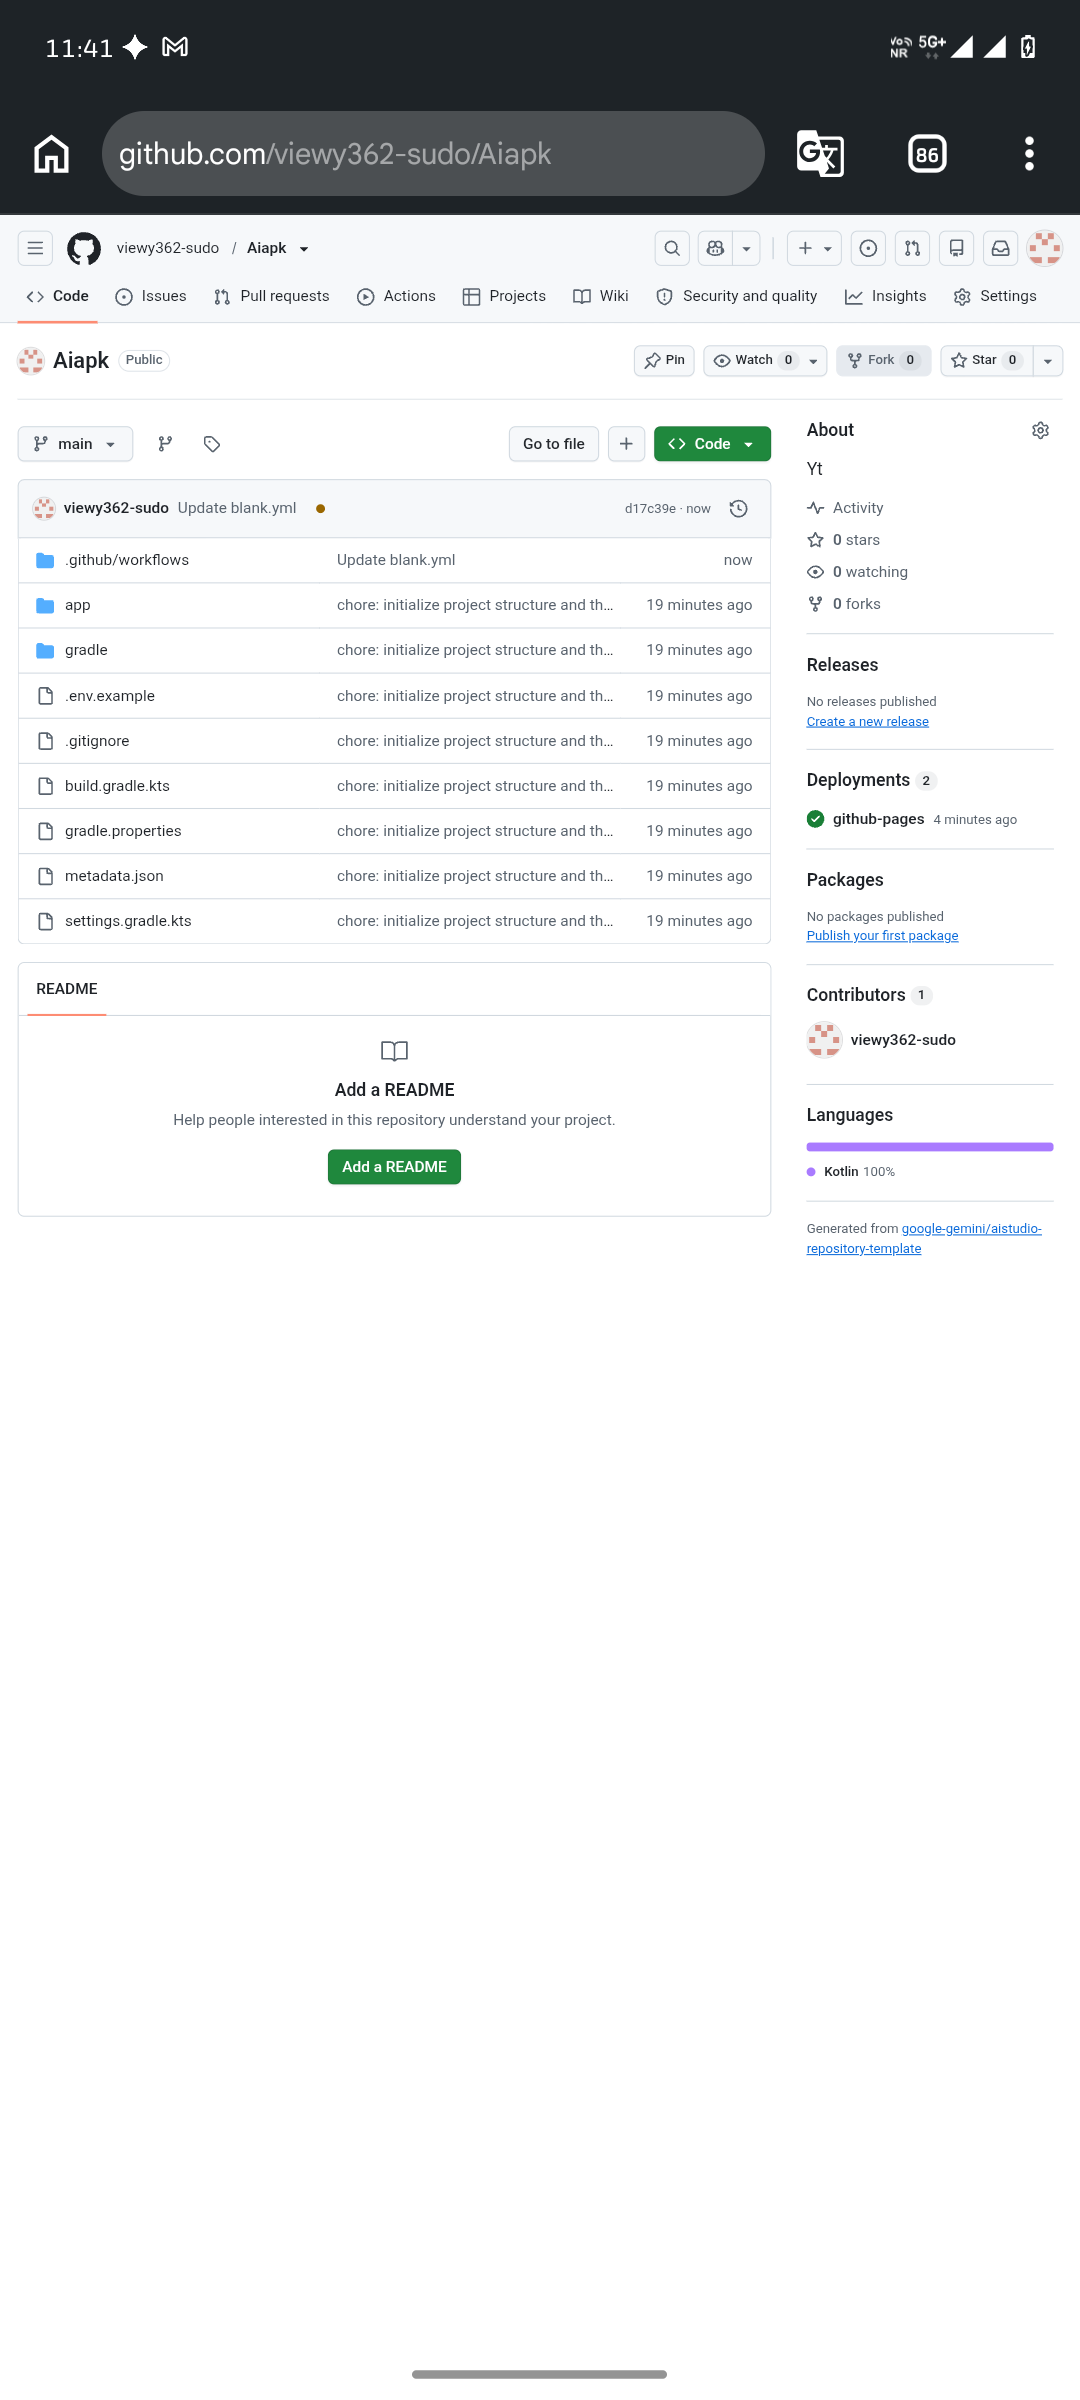 11:41
Vo NR 5G+
github.com/viewy362-sudo/Aiapk
86
viewy362-sudo / Aiapk
Code Issues Pull requests Actions Projects Wiki Security and quality Insights Settings
Aiapk Public
Pin Watch 0 Fork 0 Star 0
main Go to file Code
viewy362-sudo Update blank.yml d17c39e · now
.github/workflows Update blank.yml now
app chore: initialize project structure and th... 19 minutes ago
gradle chore: initialize project structure and th... 19 minutes ago
.env.example chore: initialize project structure and th... 19 minutes ago
.gitignore chore: initialize project structure and th... 19 minutes ago
build.gradle.kts chore: initialize project structure and th... 19 minutes ago
gradle.properties chore: initialize project structure and th... 19 minutes ago
metadata.json chore: initialize project structure and th... 19 minutes ago
settings.gradle.kts chore: initialize project structure and th... 19 minutes ago
README
Add a README
Help people interested in this repository understand your project.
Add a README
About
Yt
Activity
0 stars
0 watching
0 forks
Releases
No releases published
Create a new release
Deployments 2
github-pages 4 minutes ago
Packages
No packages published
Publish your first package
Contributors 1
viewy362-sudo
Languages
Kotlin 100%
Generated from google-gemini/aistudio-
repository-template